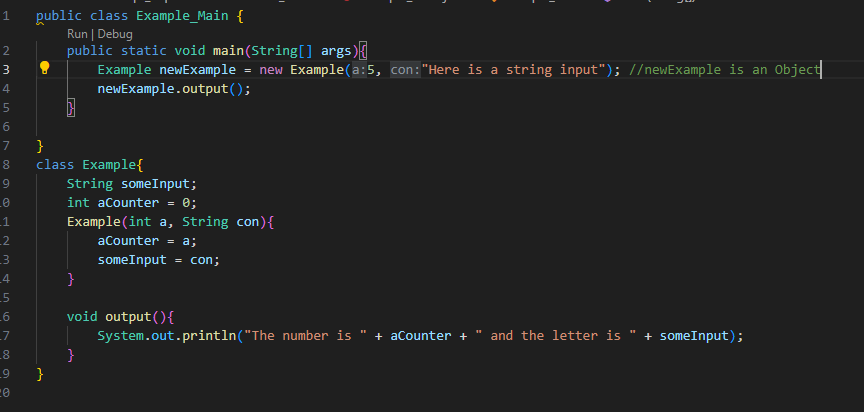 1 public class Example_Main {
Run | Debug
2 public static void main(String[] args){
3 Example newExample = new Example(a:5, con:"Here is a string input"); //newExample is an Object
4 newExample.output();
5 }
6
7 }
8 class Example{
9 String someInput;
10 int aCounter = 0;
11 Example(int a, String con){
12 aCounter = a;
13 someInput = con;
14 }
15
16 void output(){
17 System.out.println("The number is " + aCounter + " and the letter is " + someInput);
18 }
19 }
20